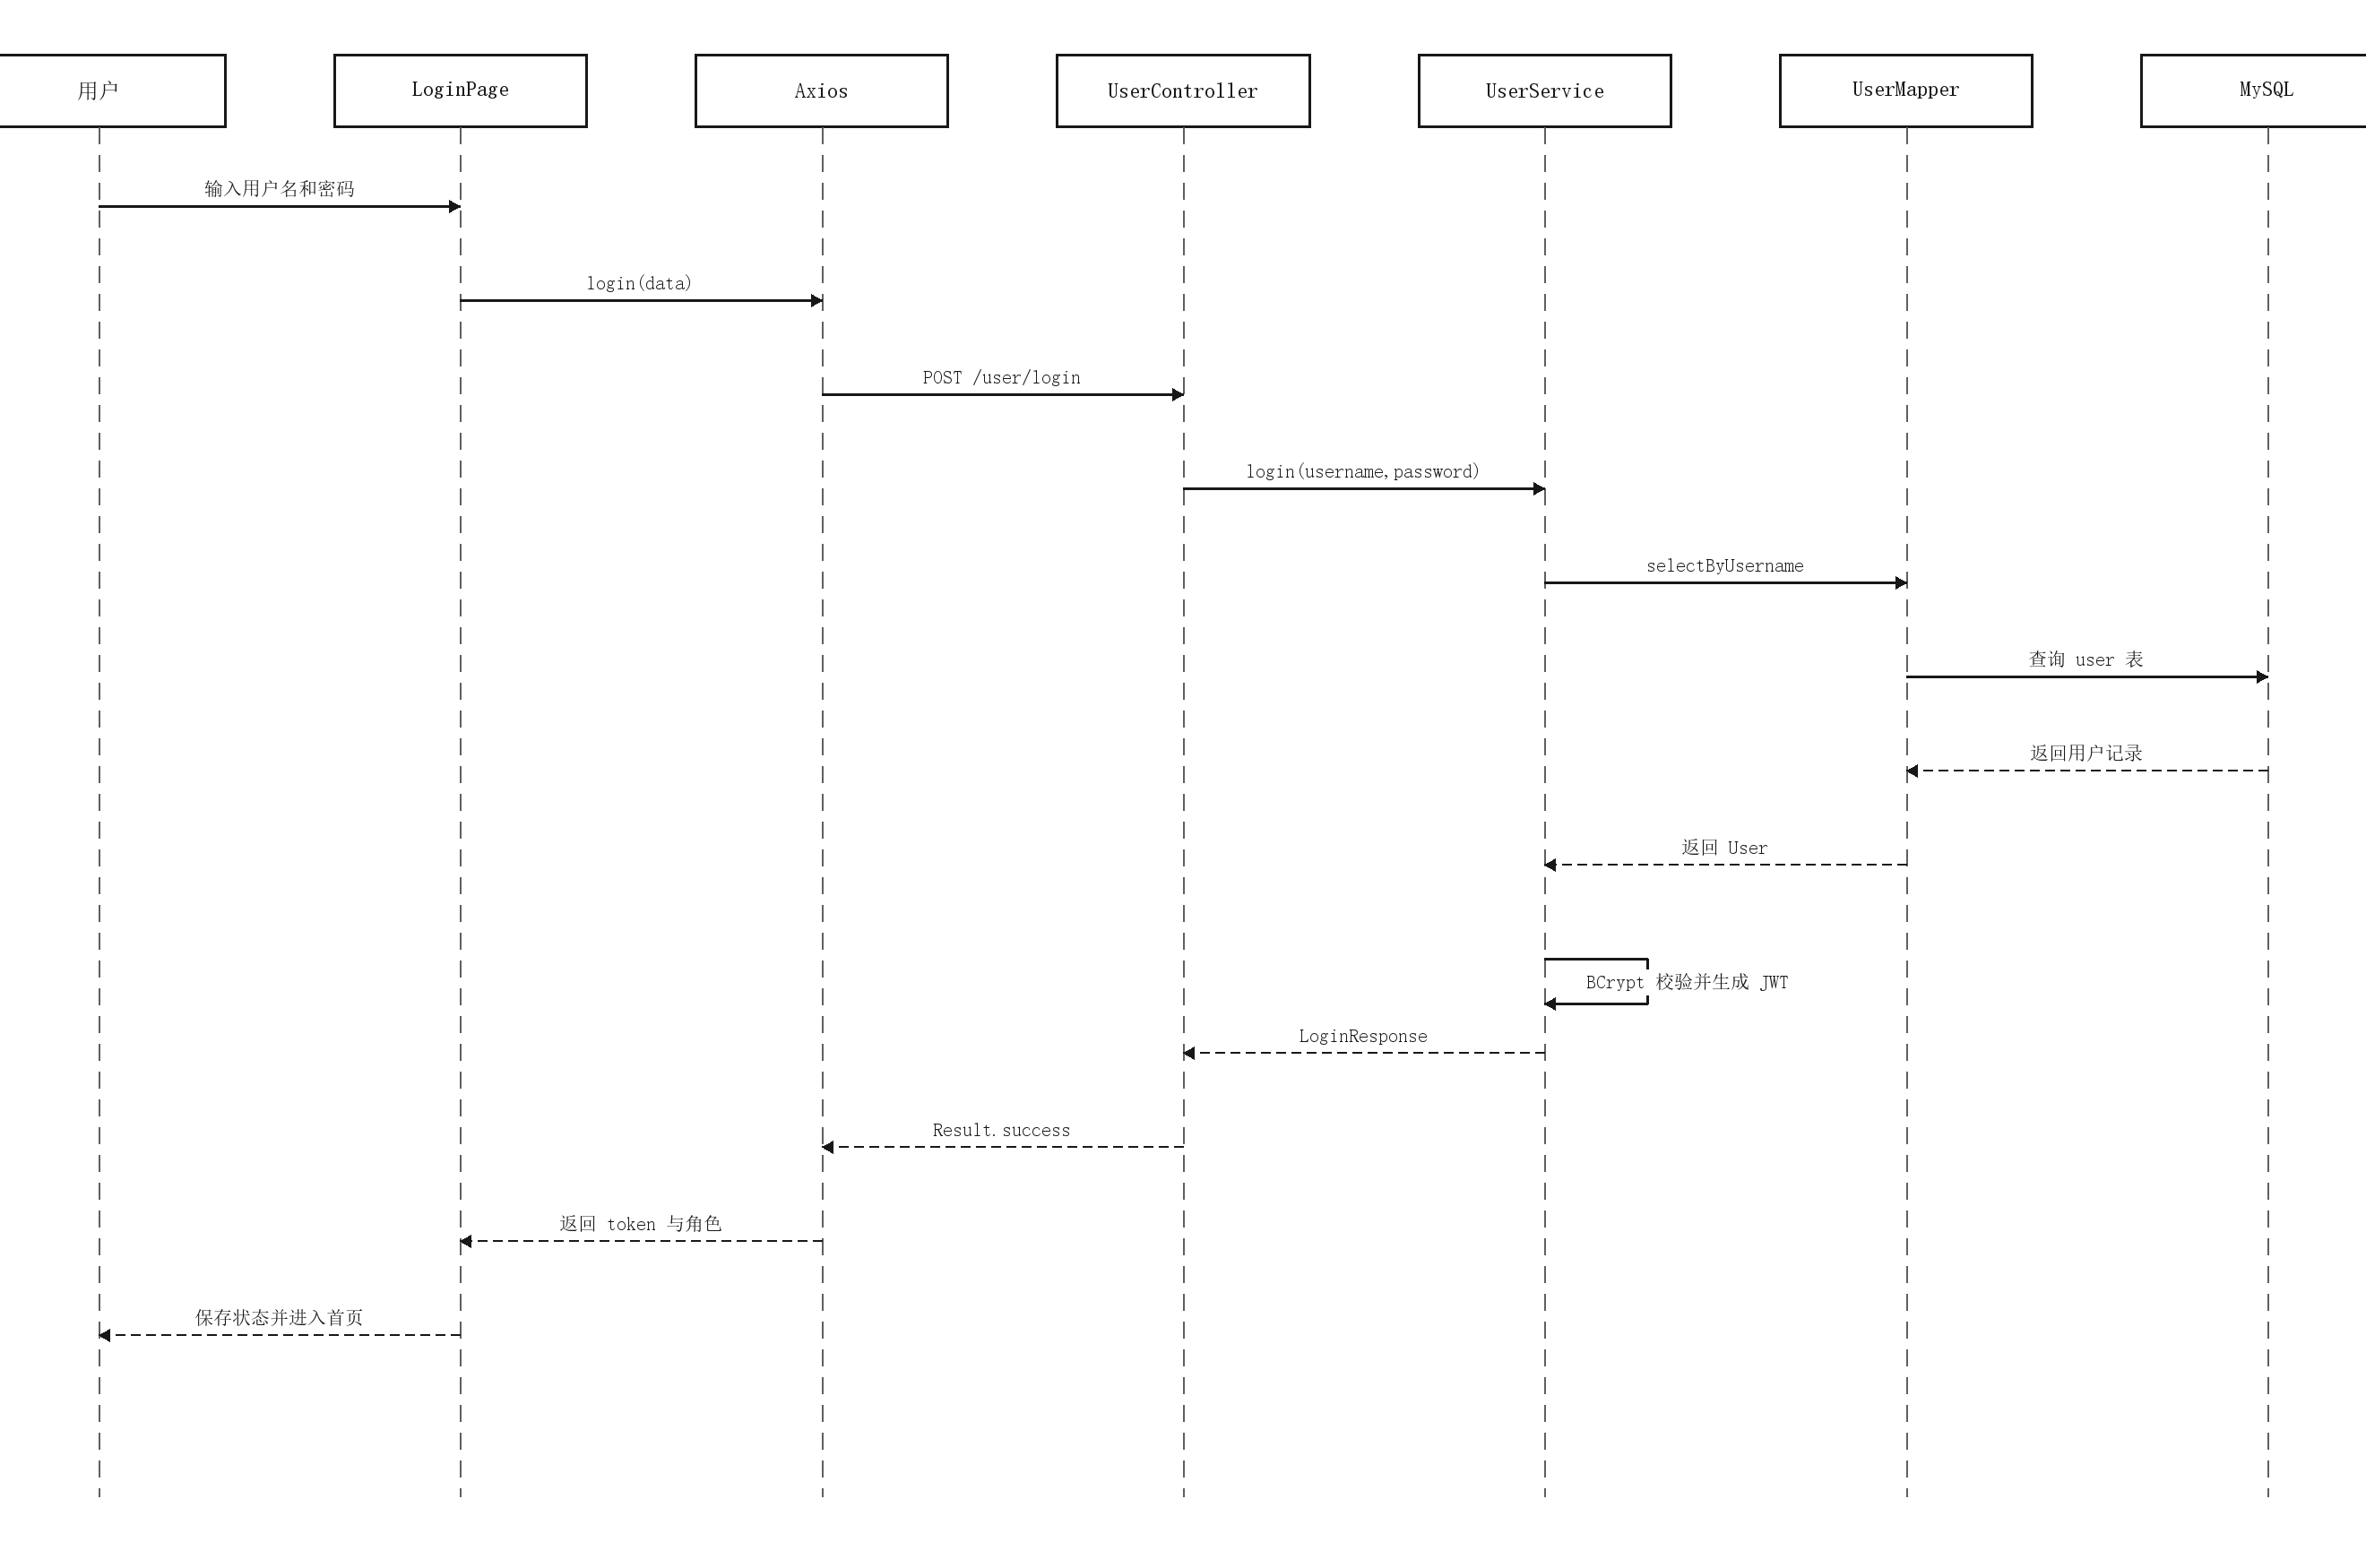 用户
LoginPage
Axios
UserController
UserService
UserMapper
MySQL
输入用户名和密码
login(data)
POST /user/login
login(username,password)
selectByUsername
查询 user 表
返回用户记录
返回 User
BCrypt 校验并生成 JWT
LoginResponse
Result.success
返回 token 与角色
保存状态并进入首页